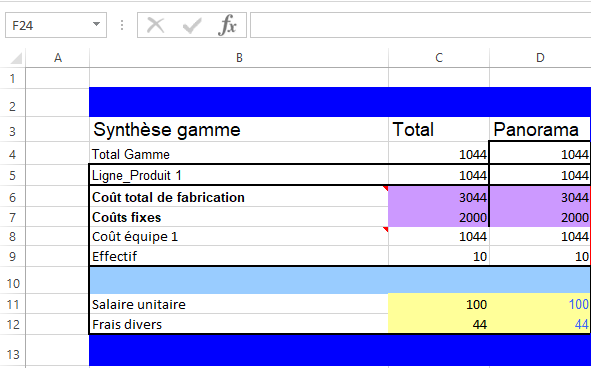 F24 fx
A B C D
1
2
3 Synthèse gamme Total Panorama
4 Total Gamme 1044 1044
5 Ligne_Produit 1 1044 1044
6 Coût total de fabrication 3044 3044
7 Coûts fixes 2000 2000
8 Coût équipe 1 1044 1044
9 Effectif 10 10
10
11 Salaire unitaire 100 100
12 Frais divers 44 44
13